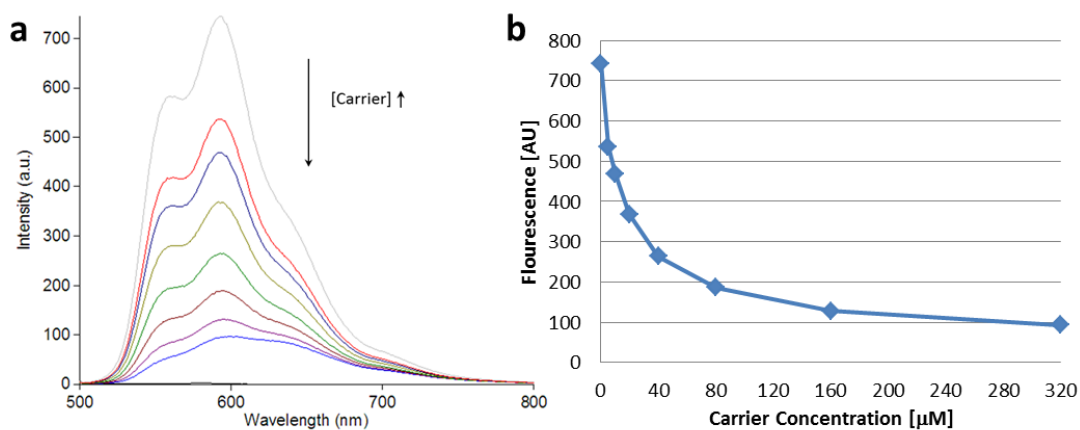 a
700
600
500
400
300
200
100
0
Intensity (a.u.)
[Carrier] ↑
500 600 700 800
Wavelength (nm)
b
800
700
600
500
400
300
200
100
0
Flourescence [AU]
0 40 80 120 160 200 240 280 320
Carrier Concentration [μM]